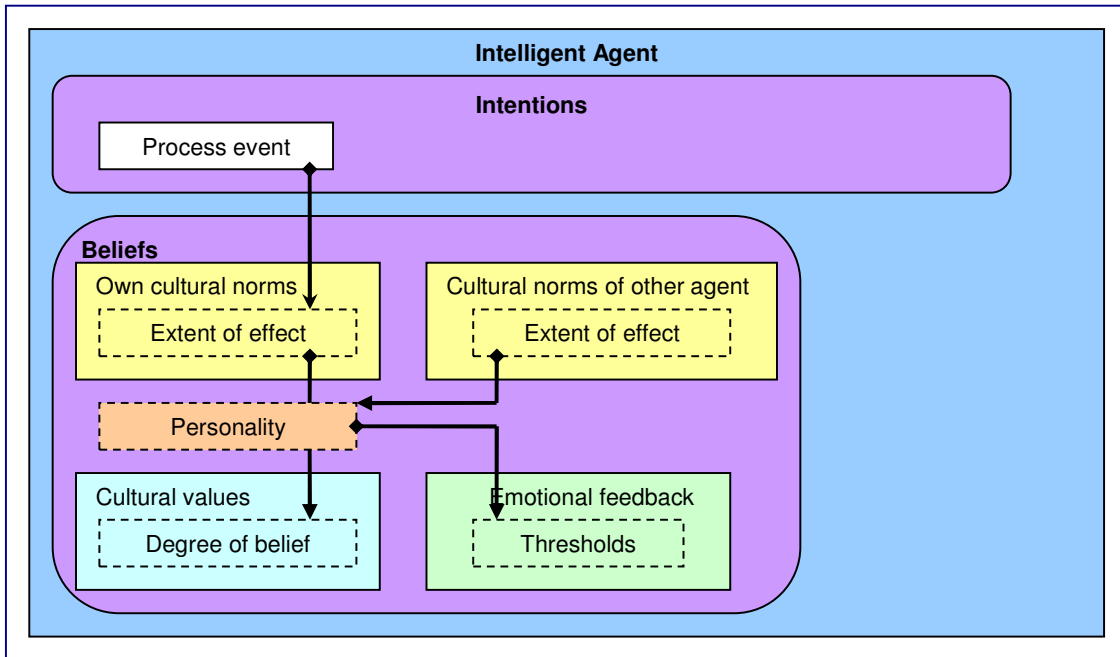 Intelligent Agent
Intentions
Process event
Beliefs
Own cultural norms
Cultural norms of other agent
Extent of effect
Extent of effect
Personality
Cultural values
Emotional feedback
Degree of belief
Thresholds